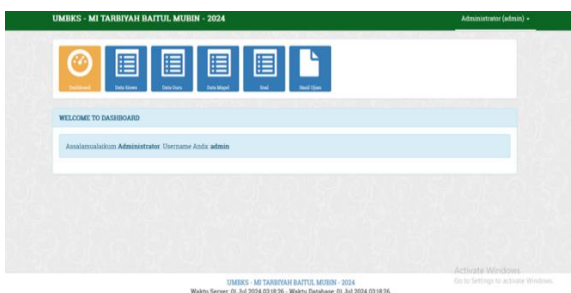 UMBKS - MI TARBIYAH BAITUL MUBIN - 2024
Administrator (admin)
Dashboard
Data Siswa
Data Guru
Data Mapel
Soal
Hasil Ujian
WELCOME TO DASHBOARD
Assalamualaikum Administrator. Username Anda: admin
Activate Windows
Go to Settings to activate Windows.
UMBKS - MI TARBIYAH BAITUL MUBIN - 2024
Waktu Server: 01 Jul 2024 03:18:26 - Waktu Database: 01 Jul 2024 03:18:26.